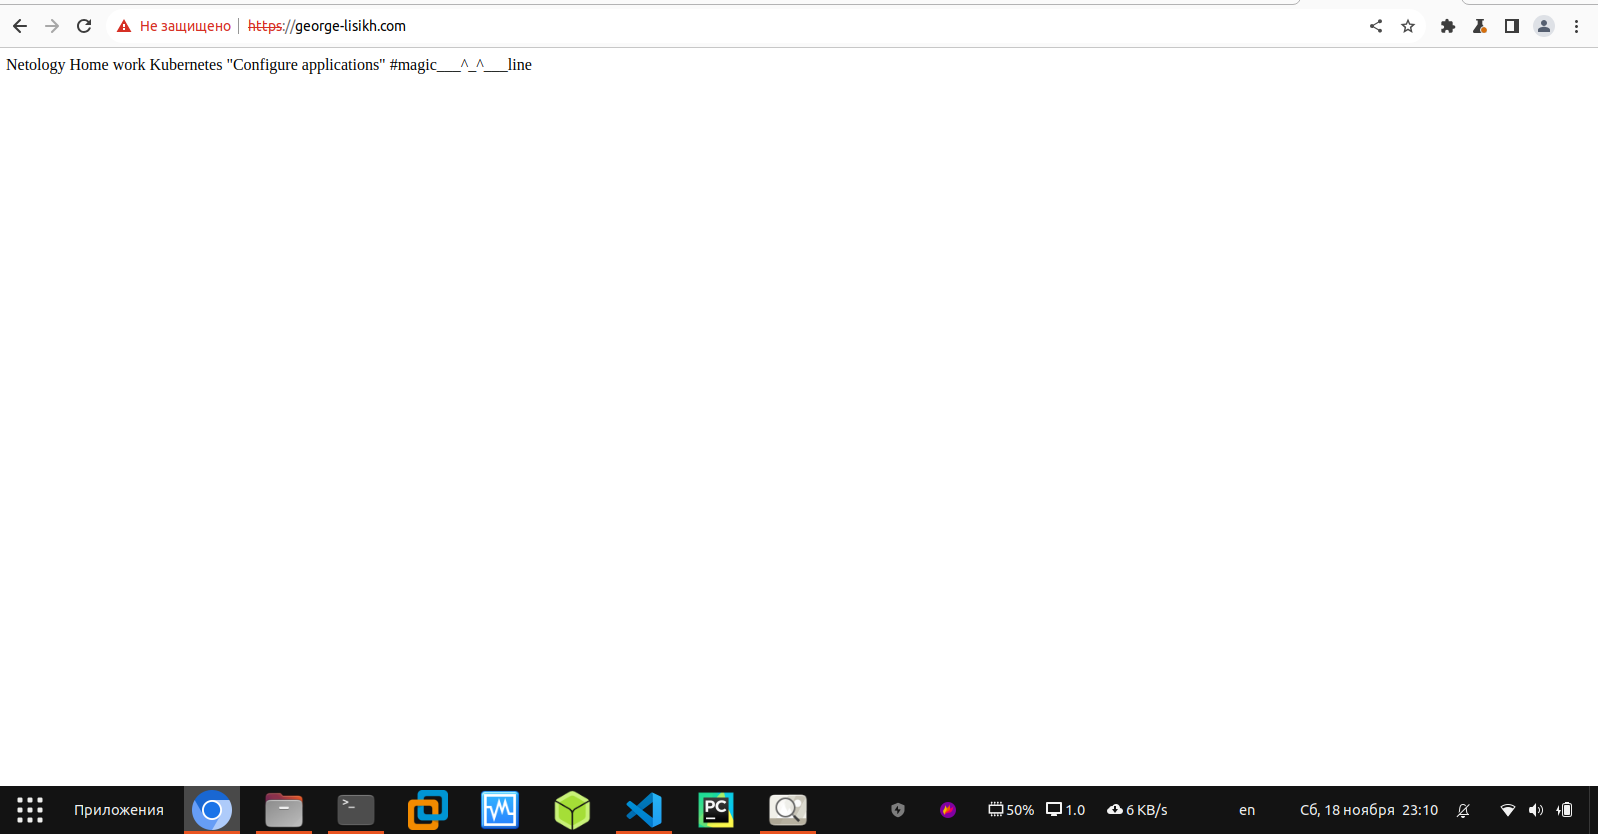 Не защищено https://george-lisikh.com
Netology Home work Kubernetes "Configure applications" #magic___^_^___line
Приложения >_ PC 50% 1.0 6 KB/s en Сб, 18 ноября 23:10